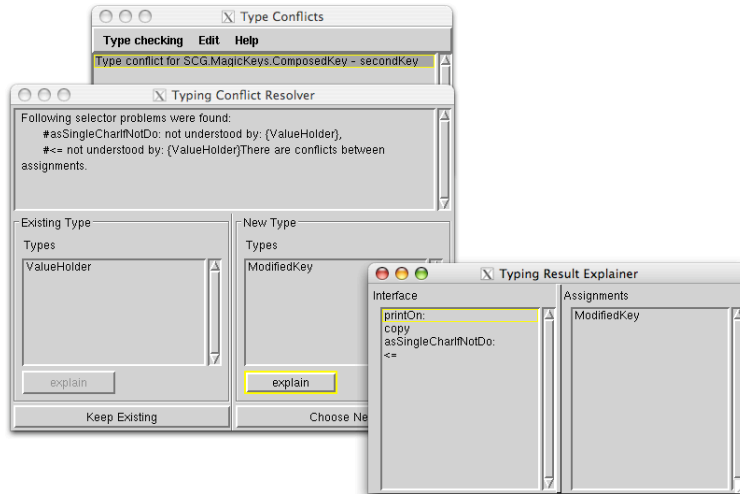 Type Conflicts
Type checking Edit Help
Type conflict for SCG.MagicKeys.ComposedKey - secondKey
Typing Conflict Resolver
Following selector problems were found:
#asSingleCharIfNotDo: not understood by: {ValueHolder},
#<= not understood by: {ValueHolder}There are conflicts between
assignments.
Existing Type
Types
ValueHolder
explain
Keep Existing
New Type
Types
ModifiedKey
explain
Choose Ne
Typing Result Explainer
Interface
printOn:
copy
asSingleCharIfNotDo:
<=
Assignments
ModifiedKey